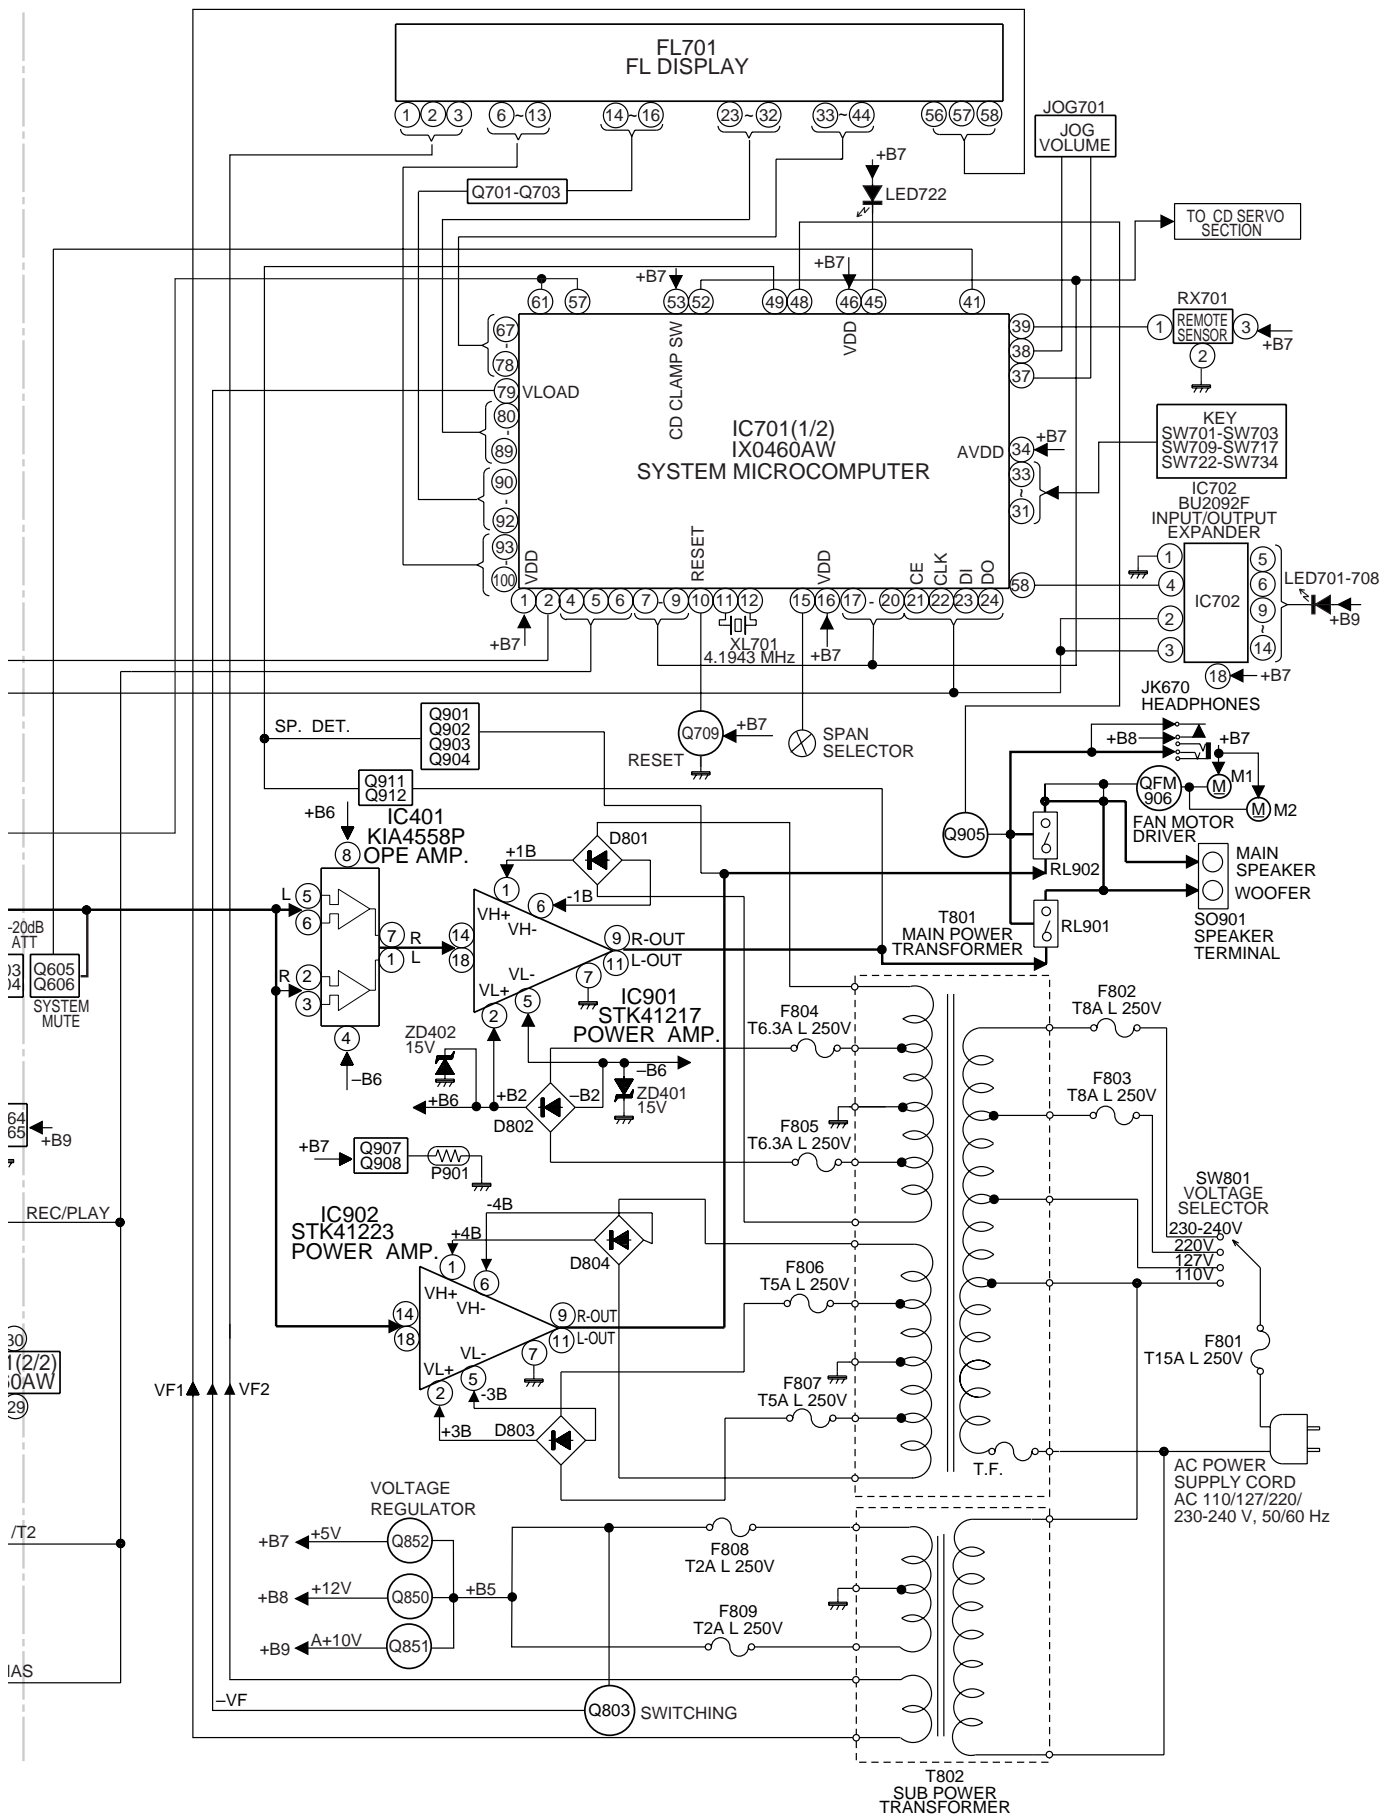 FL701
FL DISPLAY
1 2 3 6 ~ 13 14 ~ 16 23 ~ 32 33 ~ 44 56 57 58
JOG701
JOG
VOLUME
+B7
LED722
Q701-Q703
TO CD SERVO
SECTION
+B7
+B7
61 57 53 52 49 48 46 45 41
RX701
REMOTE
SENSOR
1 3
2
+B7
67
-
78
79
80
-
89
90
-
92
93
-
100
VLOAD
CD CLAMP SW
VDD
39
38
37
IC701(1/2)
IX0460AW
SYSTEM MICROCOMPUTER
AVDD
34
+B7
33
~
31
KEY
SW701-SW703
SW709-SW717
SW722-SW734
IC702
BU2092F
INPUT/OUTPUT
EXPANDER
VDD
RESET
VDD
CE
CLK
DI
DO
58
1
4
2
3
IC702
5
6
9
~
14
18
+B7
LED701-708
+B9
1 2 4 5 6 7 - 9 10 11 12 15 16 17 - 20 21 22 23 24
+B7
XL701
4.1943 MHz
+B7
JK670
HEADPHONES
+B8
+B7
SP. DET.
Q901
Q902
Q903
Q904
Q709
+B7
RESET
SPAN
SELECTOR
Q911
Q912
QFM
906
M
M1
M
M2
FAN MOTOR
DRIVER
Q905
RL902
RL901
MAIN
SPEAKER
WOOFER
SO901
SPEAKER
TERMINAL
+B6
IC401
KIA4558P
OPE AMP.
8
L
5
6
R
2
3
7
1
4
R
L
–B6
D801
+1B
-1B
1
6
VH+
VH-
14
18
VL-
VL+
9
R-OUT
11
L-OUT
7
5
2
IC901
STK41217
POWER AMP.
T801
MAIN POWER
TRANSFORMER
-20dB
ATT
Q605
Q606
SYSTEM
MUTE
ZD402
15V
+B6
+B2
–B2
D802
–B6
ZD401
15V
F804
T6.3A L 250V
F805
T6.3A L 250V
F802
T8A L 250V
F803
T8A L 250V
+B9
+B7
Q907
Q908
P901
SW801
VOLTAGE
SELECTOR
230-240V
220V
127V
110V
REC/PLAY
IC902
STK41223
POWER AMP.
+4B
-4B
D804
1
6
VH+
VH-
14
18
VL-
VL+
9
R-OUT
11
L-OUT
7
5
2
-3B
+3B
D803
F806
T5A L 250V
F807
T5A L 250V
F801
T15A L 250V
T.F.
AC POWER
SUPPLY CORD
AC 110/127/220/
230-240 V, 50/60 Hz
VF1
VF2
VOLTAGE
REGULATOR
+B7
+5V
Q852
+B8
+12V
Q850
+B9
A+10V
Q851
+B5
F808
T2A L 250V
F809
T2A L 250V
/T2
–VF
Q803
SWITCHING
T802
SUB POWER
TRANSFORMER